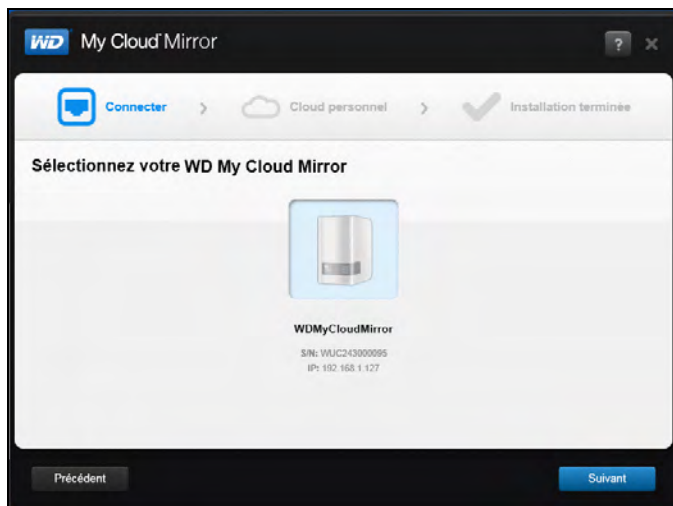 WD My Cloud Mirror
?
Connecter > Cloud personnel > Installation terminée
Sélectionnez votre WD My Cloud Mirror
WDMyCloudMirror
S/N: WUC243000095
IP: 192.168.1.127
Précédent
Suivant